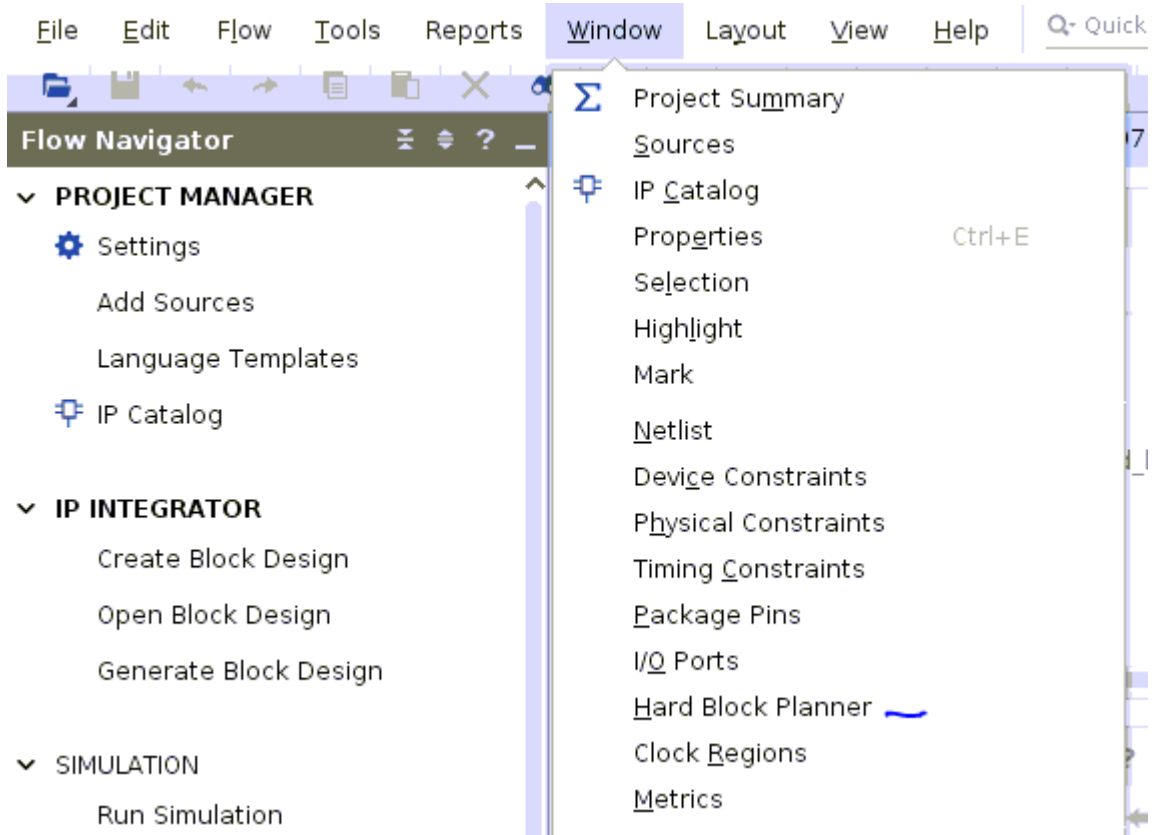 File Edit Flow Tools Reports Window Layout View Help Quick
Flow Navigator ?
PROJECT MANAGER
Settings
Add Sources
Language Templates
IP Catalog
IP INTEGRATOR
Create Block Design
Open Block Design
Generate Block Design
SIMULATION
Run Simulation
Σ Project Summary
Sources
IP Catalog
Properties Ctrl+E
Selection
Highlight
Mark
Netlist
Device Constraints
Physical Constraints
Timing Constraints
Package Pins
I/O Ports
Hard Block Planner
Clock Regions
Metrics